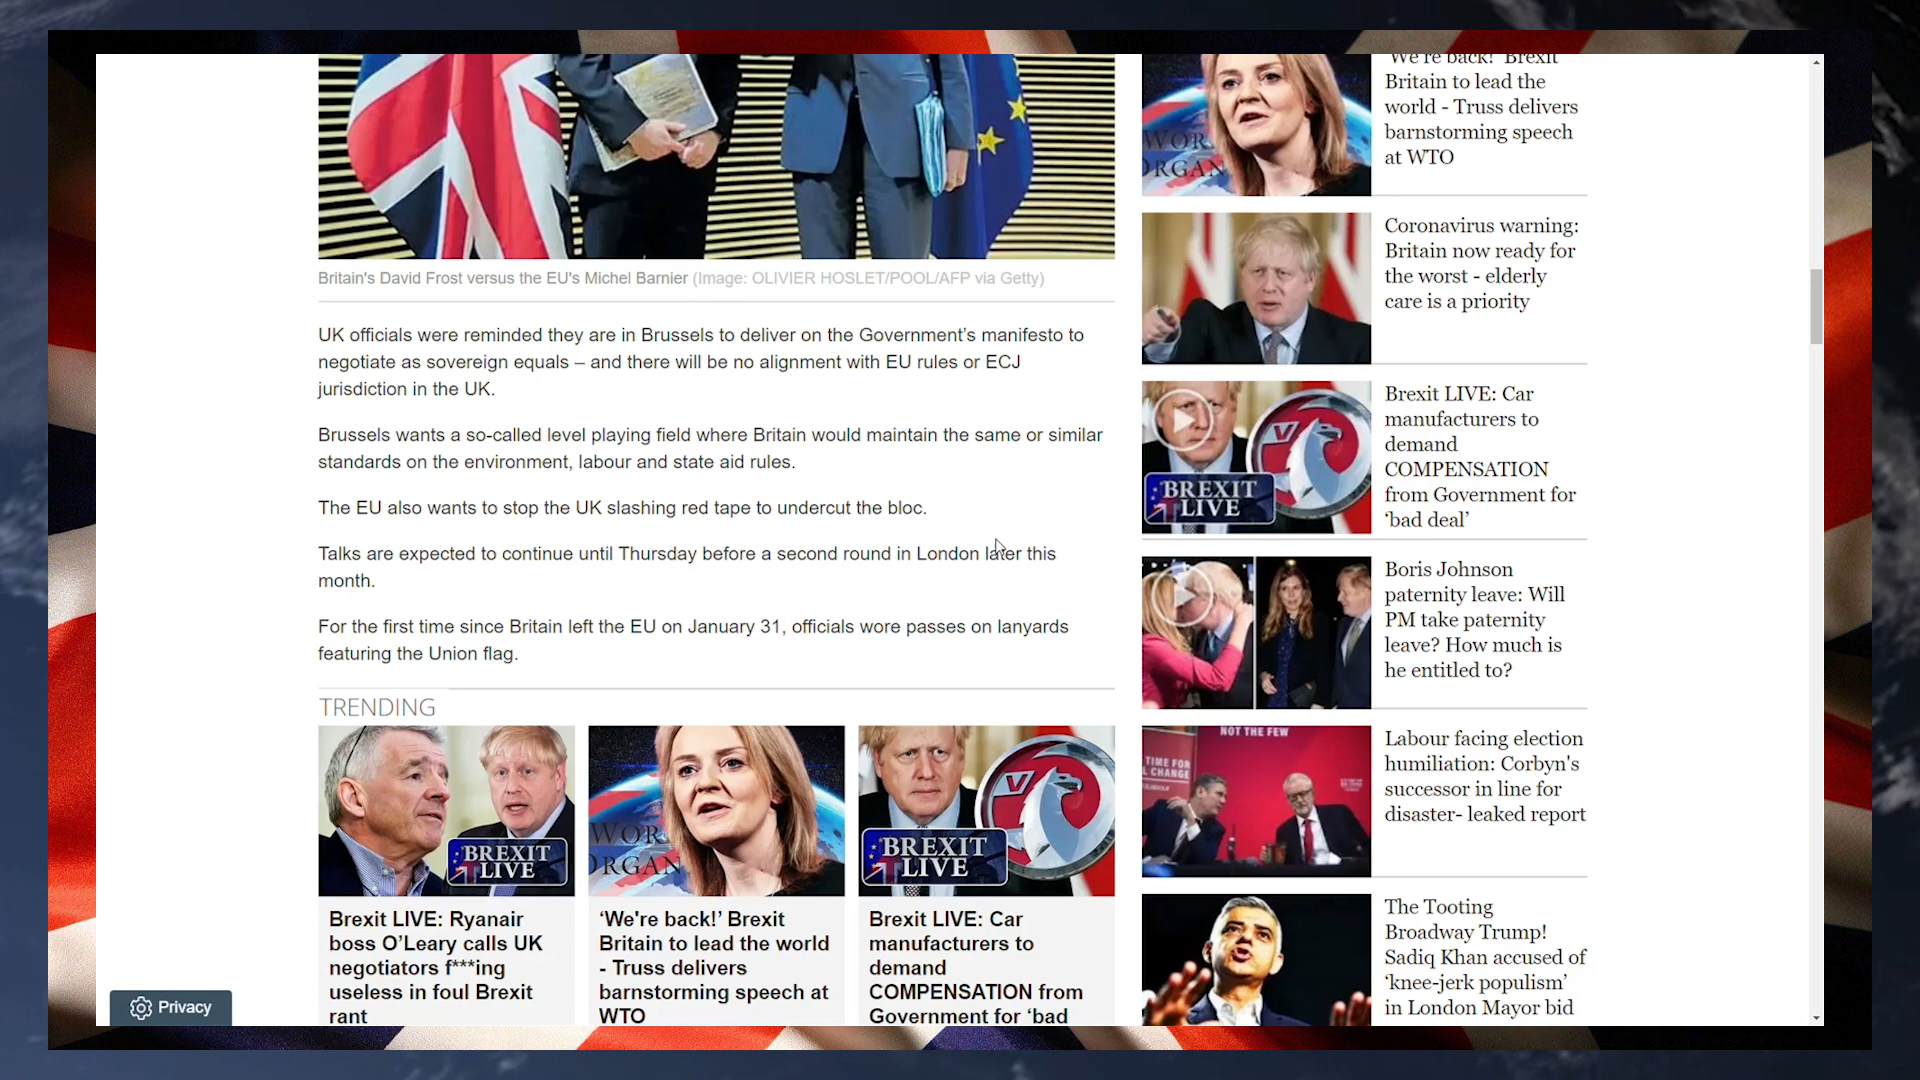 Britain's David Frost versus the EU's Michel Barnier (Image: OLIVIER HOSLET/POOL/AFP via Getty)
UK officials were reminded they are in Brussels to deliver on the Government’s manifesto to
negotiate as sovereign equals – and there will be no alignment with EU rules or ECJ
jurisdiction in the UK.
Brussels wants a so-called level playing field where Britain would maintain the same or similar
standards on the environment, labour and state aid rules.
The EU also wants to stop the UK slashing red tape to undercut the bloc.
Talks are expected to continue until Thursday before a second round in London later this
month.
For the first time since Britain left the EU on January 31, officials wore passes on lanyards
featuring the Union flag.
TRENDING
BREXIT
LIVE
Brexit LIVE: Ryanair
boss O’Leary calls UK
negotiators f***ing
useless in foul Brexit
rant
WOR
ORGAN
‘We're back!’ Brexit
Britain to lead the world
- Truss delivers
barnstorming speech at
WTO
BREXIT
LIVE
Brexit LIVE: Car
manufacturers to
demand
COMPENSATION from
Government for ‘bad
Privacy
WOR
ORGAN
'We're back!' Brexit
Britain to lead the
world - Truss delivers
barnstorming speech
at WTO
Coronavirus warning:
Britain now ready for
the worst - elderly
care is a priority
BREXIT
LIVE
Brexit LIVE: Car
manufacturers to
demand
COMPENSATION
from Government for
‘bad deal’
Boris Johnson
paternity leave: Will
PM take paternity
leave? How much is
he entitled to?
NOT THE FEW
TIME FOR
L CHANGE
Labour facing election
humiliation: Corbyn's
successor in line for
disaster- leaked report
The Tooting
Broadway Trump!
Sadiq Khan accused of
‘knee-jerk populism’
in London Mayor bid